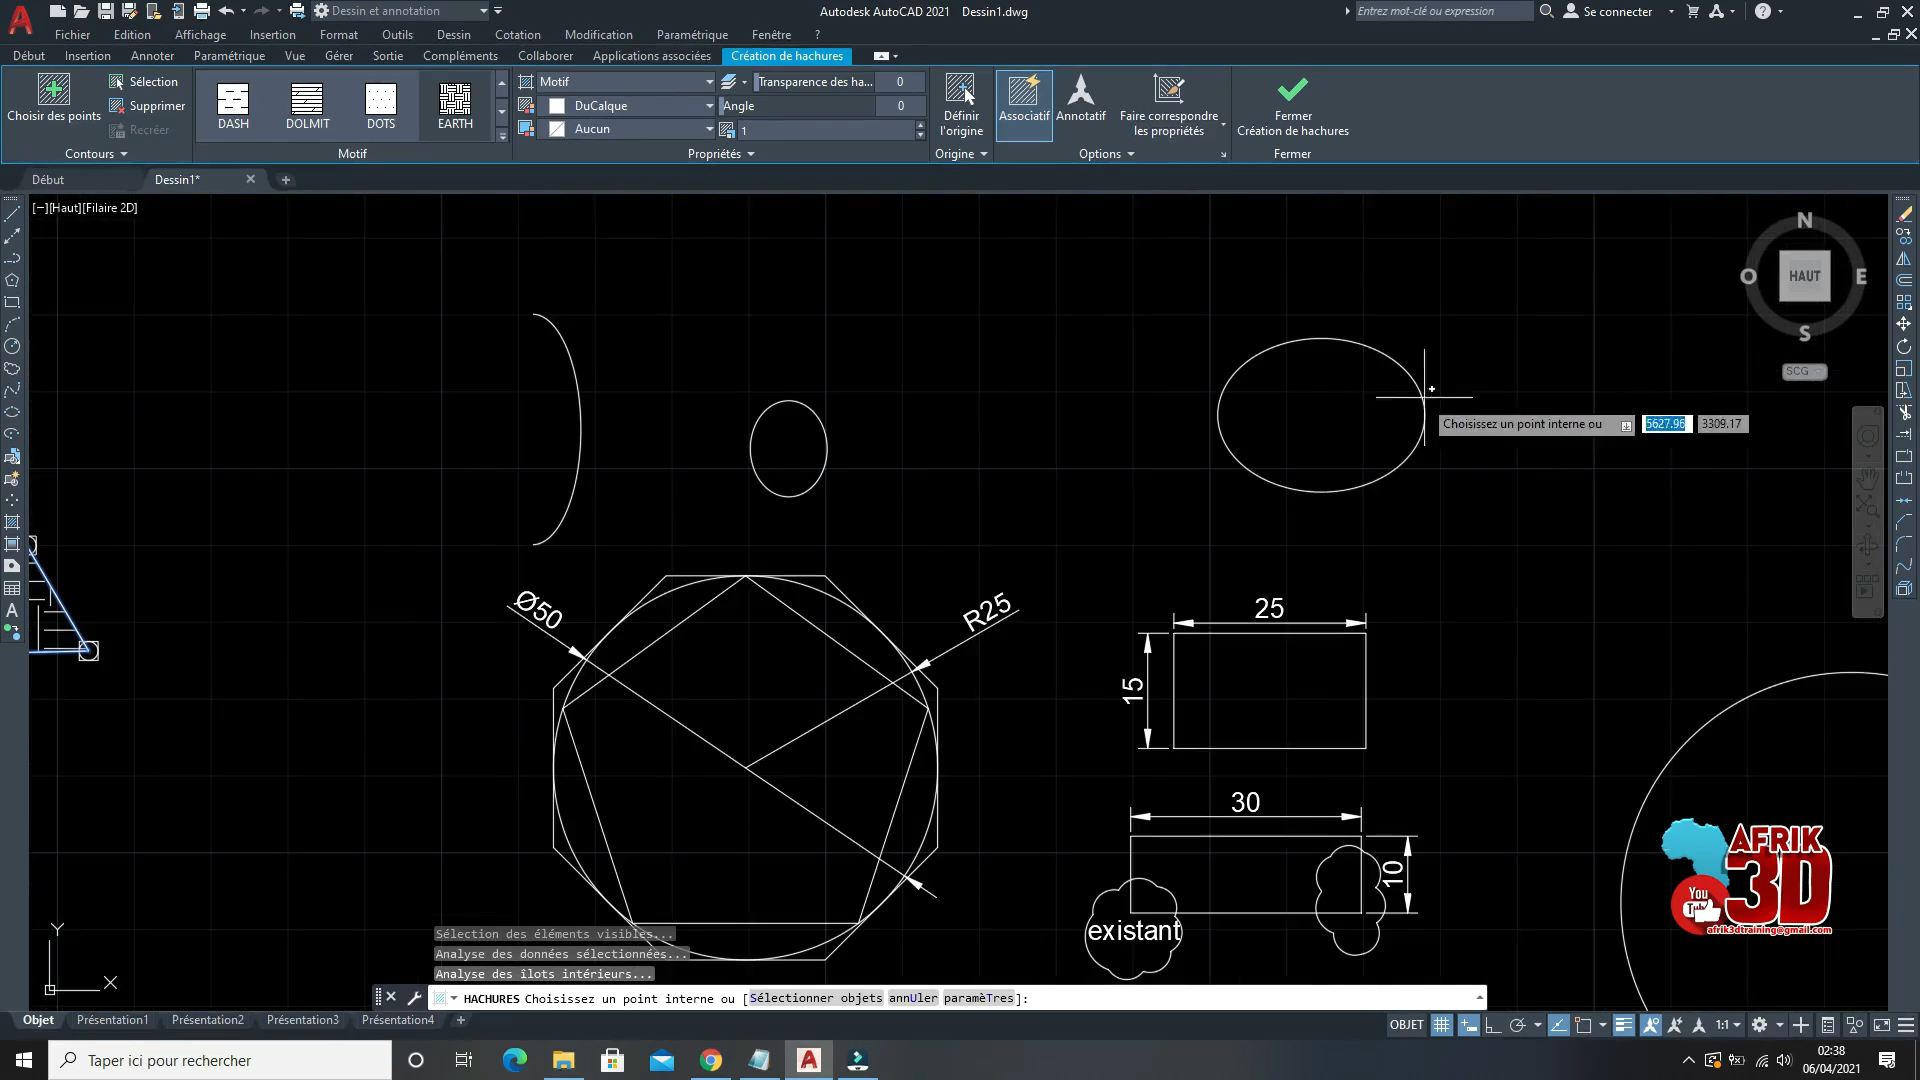 Dessin et annotation
Autodesk AutoCAD 2021 Dessin1.dwg
Entrez mot-clé ou expression
Se connecter
Fichier Edition Affichage Insertion Format Outils Dessin Cotation Modification Paramétrique Fenêtre ?
Début Insertion Annoter Paramétrique Vue Gérer Sortie Compléments Collaborer Applications associées Création de hachures
Choisir des points
Sélection
Supprimer
Recréer
Contours
DASH DOLMIT DOTS EARTH
Motif
Motif
DuCalque
Aucun
Transparence des ha... 0
Angle 0
1
Propriétés
Définir
l'origine
Origine
Associatif
Annotatif
Faire correspondre
les propriétés
Options
Fermer
Création de hachures
Fermer
Début Dessin1*
[−][Haut][Filaire 2D]
N
O HAUT E
S
SCG
Choisissez un point interne ou 5627.96 3309.17
Ø50
R25
25
15
30
10
existant
AFRIK
3D
You
Tub
afrik3dtraining@gmail.com
Y
X
Sélection des éléments visibles...
Analyse des données sélectionnées...
Analyse des îlots intérieurs...
HACHURES Choisissez un point interne ou [Sélectionner objets annUler paramèTres]:
Objet Présentation1 Présentation2 Présentation3 Présentation4
OBJET 1:1
Taper ici pour rechercher
02:38
06/04/2021